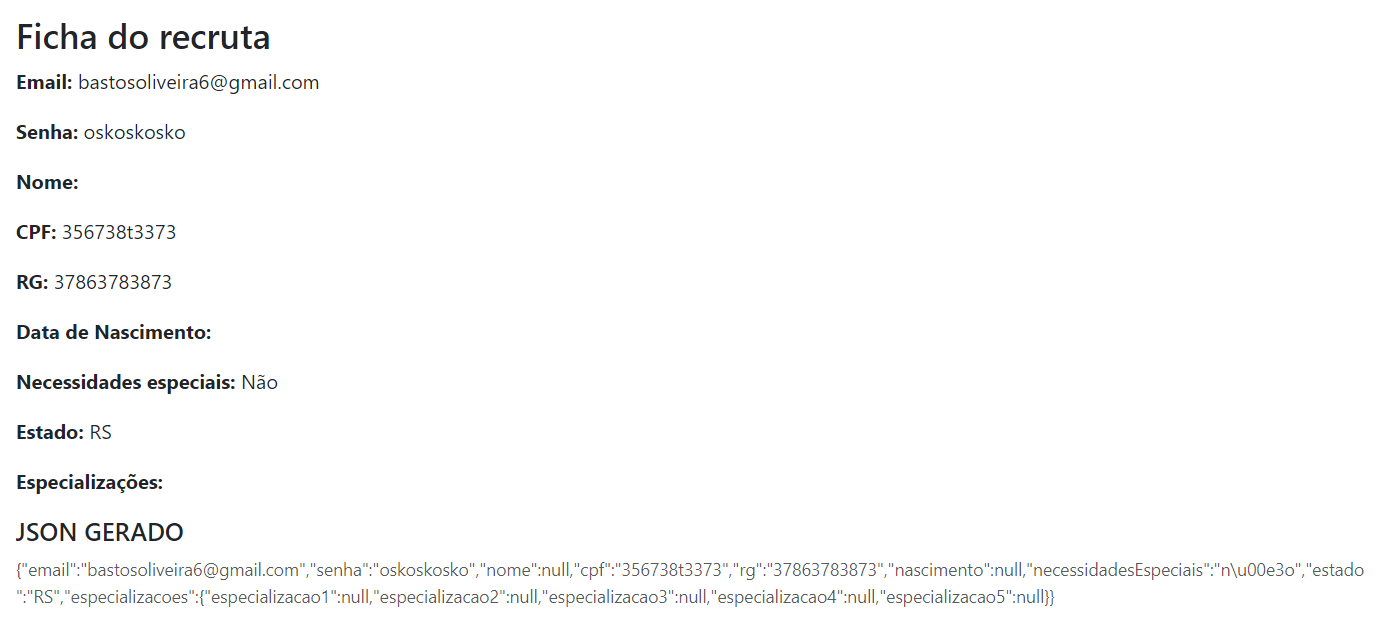 Ficha do recruta
Email: bastosoliveira6@gmail.com
Senha: oskoskosko
Nome:
CPF: 356738t3373
RG: 37863783873
Data de Nascimento:
Necessidades especiais: Não
Estado: RS
Especializações:
JSON GERADO
{"email":"bastosoliveira6@gmail.com","senha":"oskoskosko","nome":null,"cpf":"356738t3373","rg":"37863783873","nascimento":null,"necessidadesEspeciais":"n\u00e3o","estado
":"RS","especializacoes":{"especializacao1":null,"especializacao2":null,"especializacao3":null,"especializacao4":null,"especializacao5":null}}